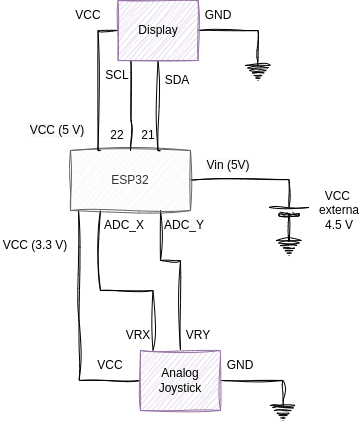 VCC
GND
Display
SCL
SDA
VCC (5 V)
22
21
Vin (5V)
ESP32
VCC
externa
4.5 V
ADC_X
ADC_Y
VCC (3.3 V)
VRX
VRY
VCC
GND
Analog
Joystick